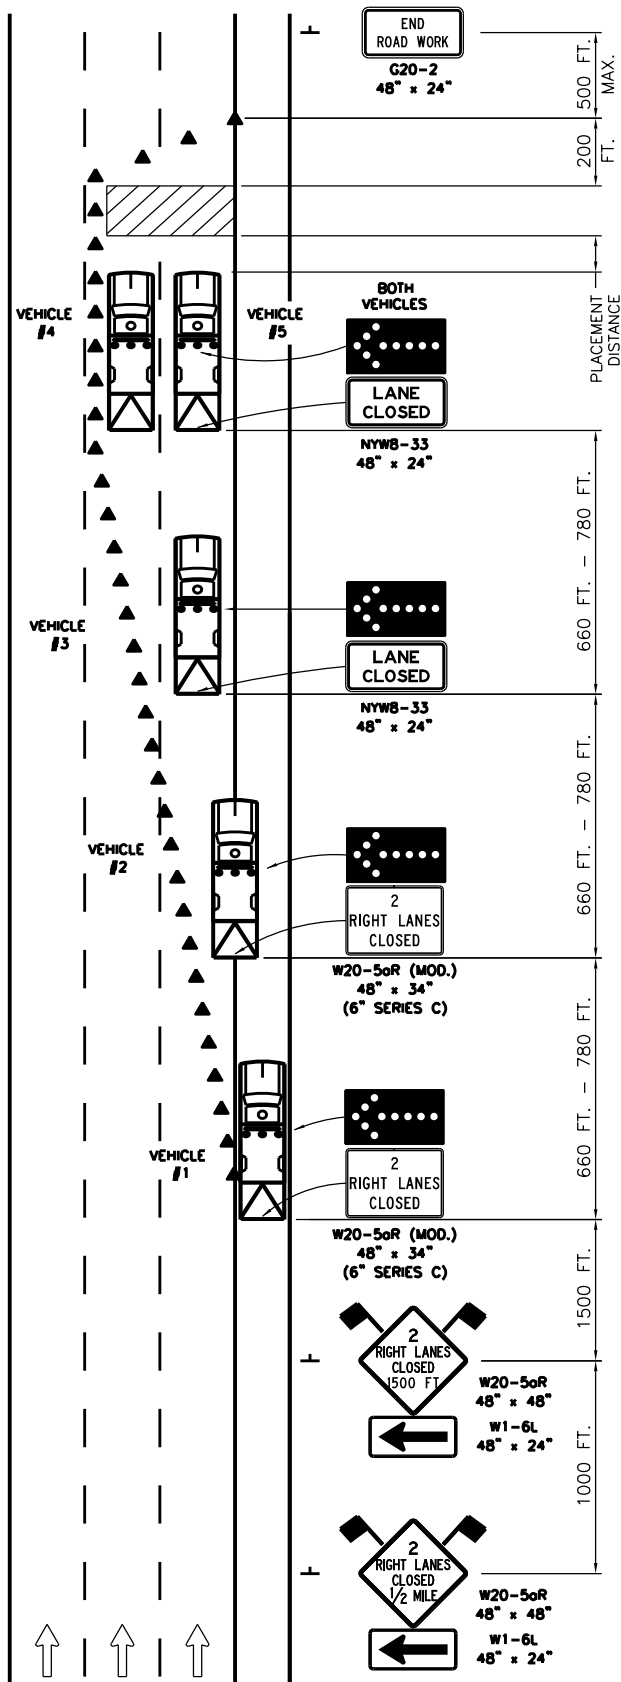 END
ROAD WORK
G20-2
48" x 24"
500 FT.
MAX.
200
FT.
VEHICLE
#4
VEHICLE
#5
BOTH
VEHICLES
LANE
CLOSED
NYW8-33
48" x 24"
PLACEMENT
DISTANCE
660 FT. - 780 FT.
VEHICLE
#3
LANE
CLOSED
NYW8-33
48" x 24"
660 FT. - 780 FT.
VEHICLE
#2
2
RIGHT LANES
CLOSED
W20-5aR (MOD.)
48" x 34"
(6" SERIES C)
660 FT. - 780 FT.
VEHICLE
#1
2
RIGHT LANES
CLOSED
W20-5aR (MOD.)
48" x 34"
(6" SERIES C)
1500 FT.
2
RIGHT LANES
CLOSED
1500 FT
W20-5aR
48" x 48"
W1-6L
48" x 24"
1000 FT.
2
RIGHT LANES
CLOSED
1/2 MILE
W20-5aR
48" x 48"
W1-6L
48" x 24"